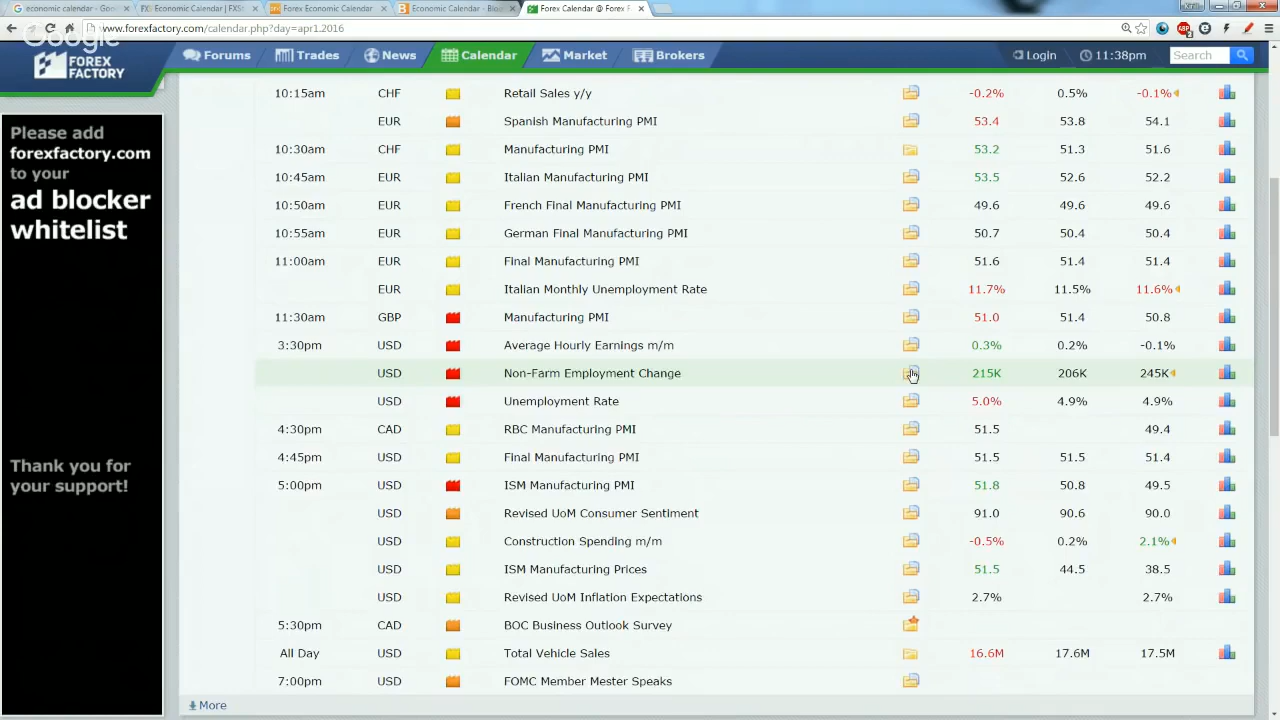 economic calendar - Goo
Economic Calendar | FXSt
Forex Economic Calendar
Economic Calendar - Bloo
Forex Calendar @ Forex F
www.forexfactory.com/calendar.php?day=apr1.2016
Google
FOREX
FACTORY
Forums Trades News Calendar Market Brokers Login 11:38pm Search
Please add
forexfactory.com
to your
ad blocker
whitelist
Thank you for
your support!
10:15am CHF Retail Sales y/y -0.2% 0.5% -0.1%
EUR Spanish Manufacturing PMI 53.4 53.8 54.1
10:30am CHF Manufacturing PMI 53.2 51.3 51.6
10:45am EUR Italian Manufacturing PMI 53.5 52.6 52.2
10:50am EUR French Final Manufacturing PMI 49.6 49.6 49.6
10:55am EUR German Final Manufacturing PMI 50.7 50.4 50.4
11:00am EUR Final Manufacturing PMI 51.6 51.4 51.4
EUR Italian Monthly Unemployment Rate 11.7% 11.5% 11.6%
11:30am GBP Manufacturing PMI 51.0 51.4 50.8
3:30pm USD Average Hourly Earnings m/m 0.3% 0.2% -0.1%
USD Non-Farm Employment Change 215K 206K 245K
USD Unemployment Rate 5.0% 4.9% 4.9%
4:30pm CAD RBC Manufacturing PMI 51.5 49.4
4:45pm USD Final Manufacturing PMI 51.5 51.5 51.4
5:00pm USD ISM Manufacturing PMI 51.8 50.8 49.5
USD Revised UoM Consumer Sentiment 91.0 90.6 90.0
USD Construction Spending m/m -0.5% 0.2% 2.1%
USD ISM Manufacturing Prices 51.5 44.5 38.5
USD Revised UoM Inflation Expectations 2.7% 2.7%
5:30pm CAD BOC Business Outlook Survey
All Day USD Total Vehicle Sales 16.6M 17.6M 17.5M
7:00pm USD FOMC Member Mester Speaks
More